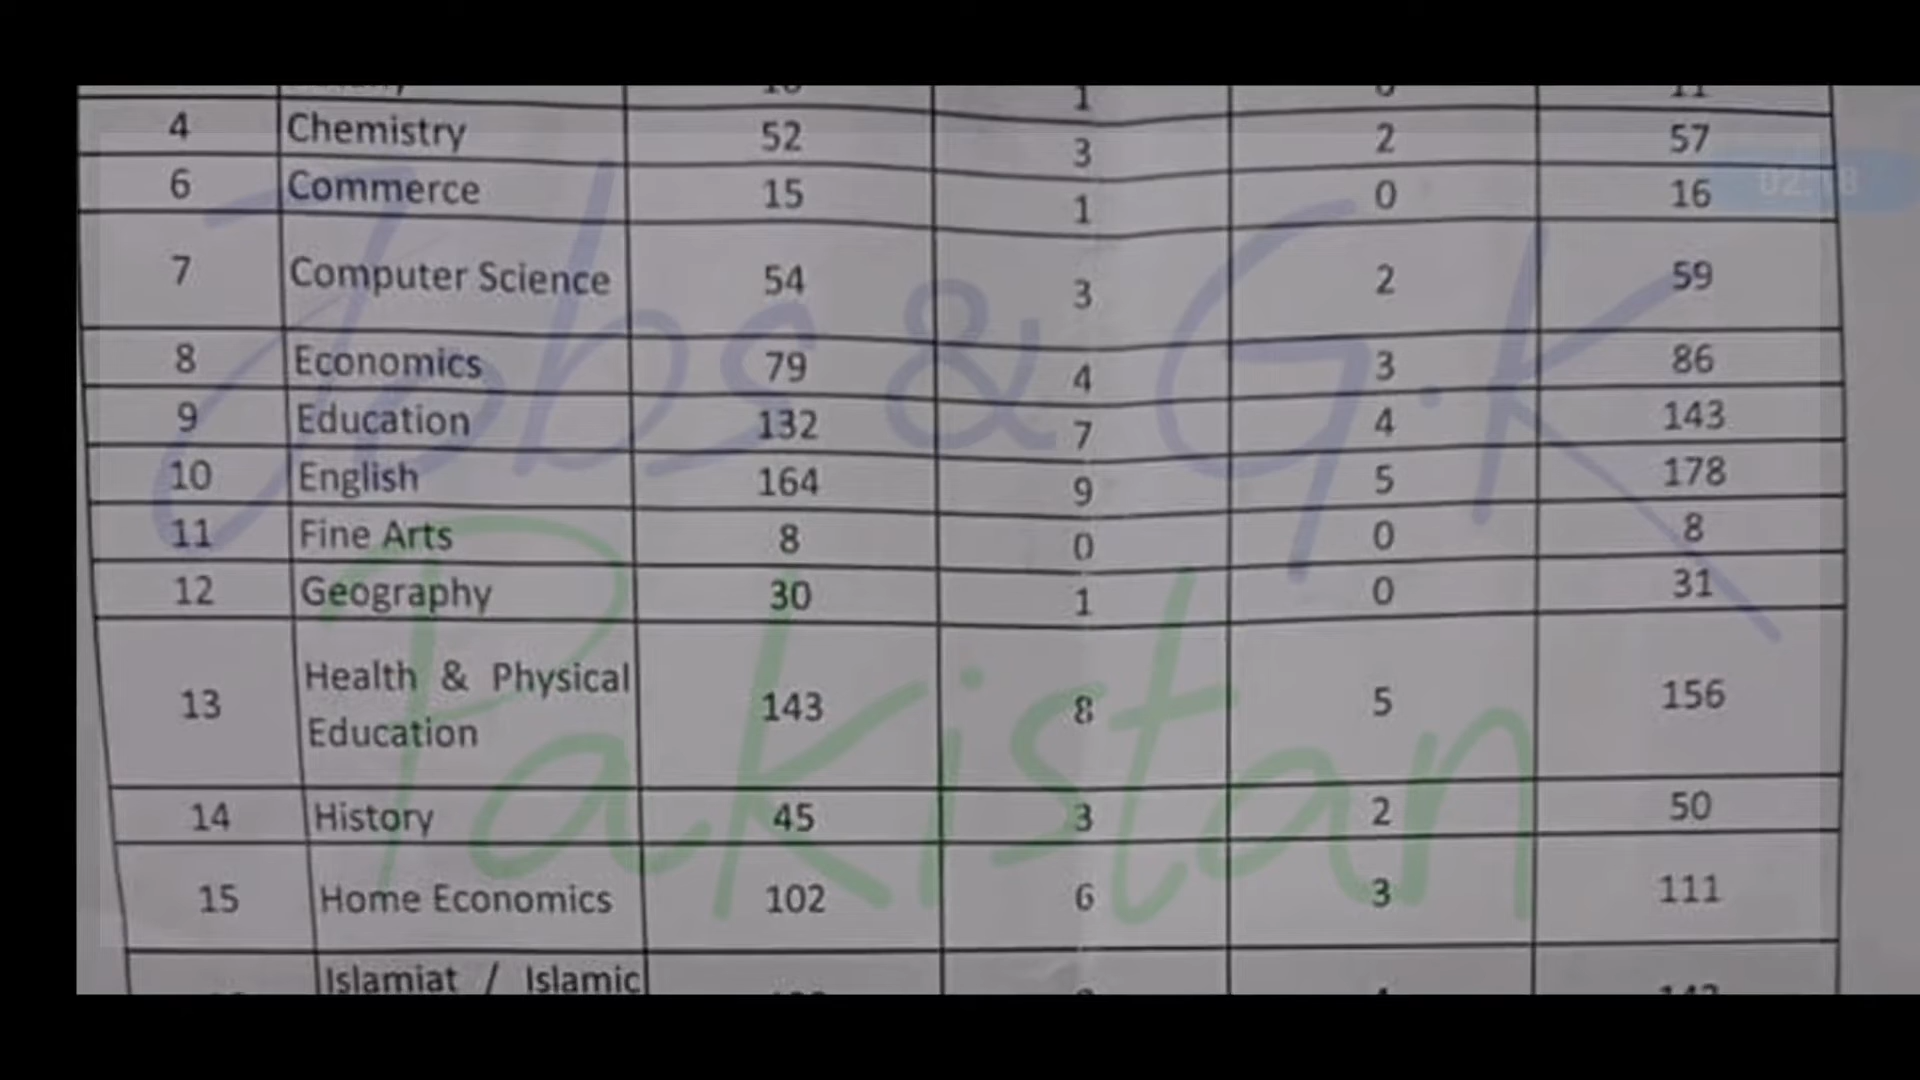 4 Chemistry 52 3 2 57
6 Commerce 15 1 0 16
7 Computer Science 54 3 2 59
8 Economics 79 4 3 86
9 Education 132 7 4 143
10 English 164 9 5 178
11 Fine Arts 8 0 0 8
12 Geography 30 1 0 31
13 Health & Physical Education 143 8 5 156
14 History 45 3 2 50
15 Home Economics 102 6 3 111
Islamiat / Islamic
Jobs & G.K
Pakistan